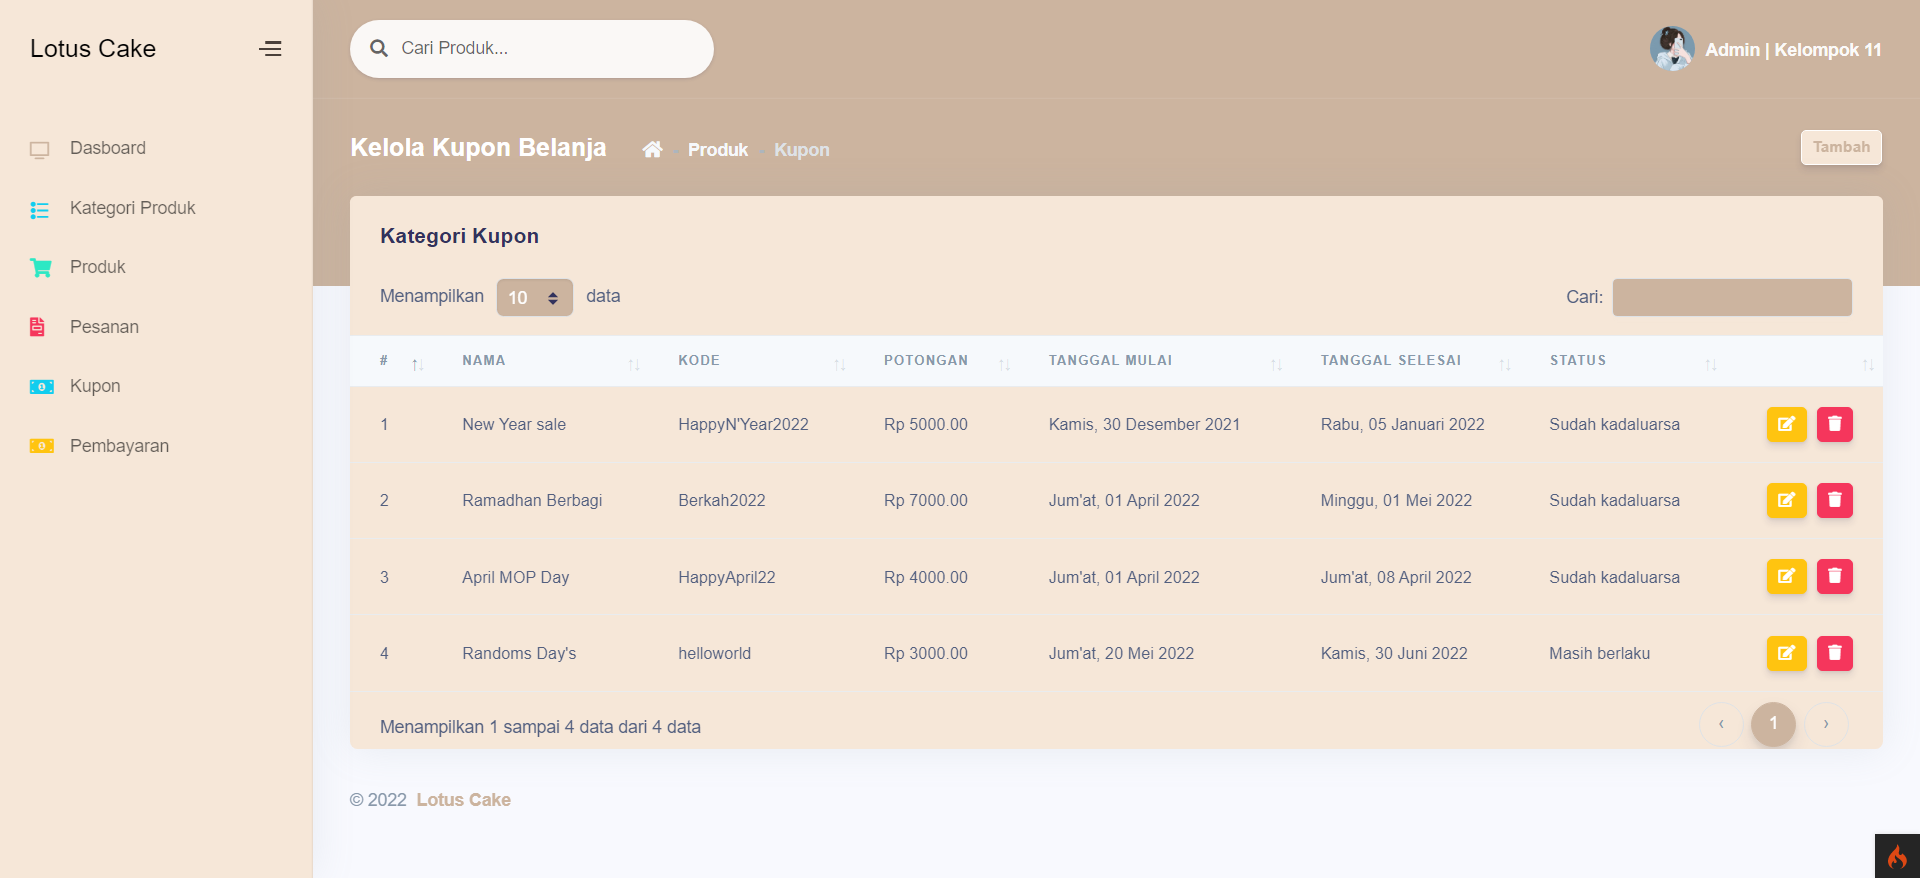 Lotus Cake
Cari Produk...
Admin | Kelompok 11
Dasboard
Kategori Produk
Produk
Pesanan
Kupon
Pembayaran
Kelola Kupon Belanja - Produk - Kupon
Tambah
Kategori Kupon
Menampilkan 10 data
Cari:
# NAMA KODE POTONGAN TANGGAL MULAI TANGGAL SELESAI STATUS
1 New Year sale HappyN'Year2022 Rp 5000.00 Kamis, 30 Desember 2021 Rabu, 05 Januari 2022 Sudah kadaluarsa
2 Ramadhan Berbagi Berkah2022 Rp 7000.00 Jum'at, 01 April 2022 Minggu, 01 Mei 2022 Sudah kadaluarsa
3 April MOP Day HappyApril22 Rp 4000.00 Jum'at, 01 April 2022 Jum'at, 08 April 2022 Sudah kadaluarsa
4 Randoms Day's helloworld Rp 3000.00 Jum'at, 20 Mei 2022 Kamis, 30 Juni 2022 Masih berlaku
Menampilkan 1 sampai 4 data dari 4 data
‹ 1 ›
© 2022 Lotus Cake